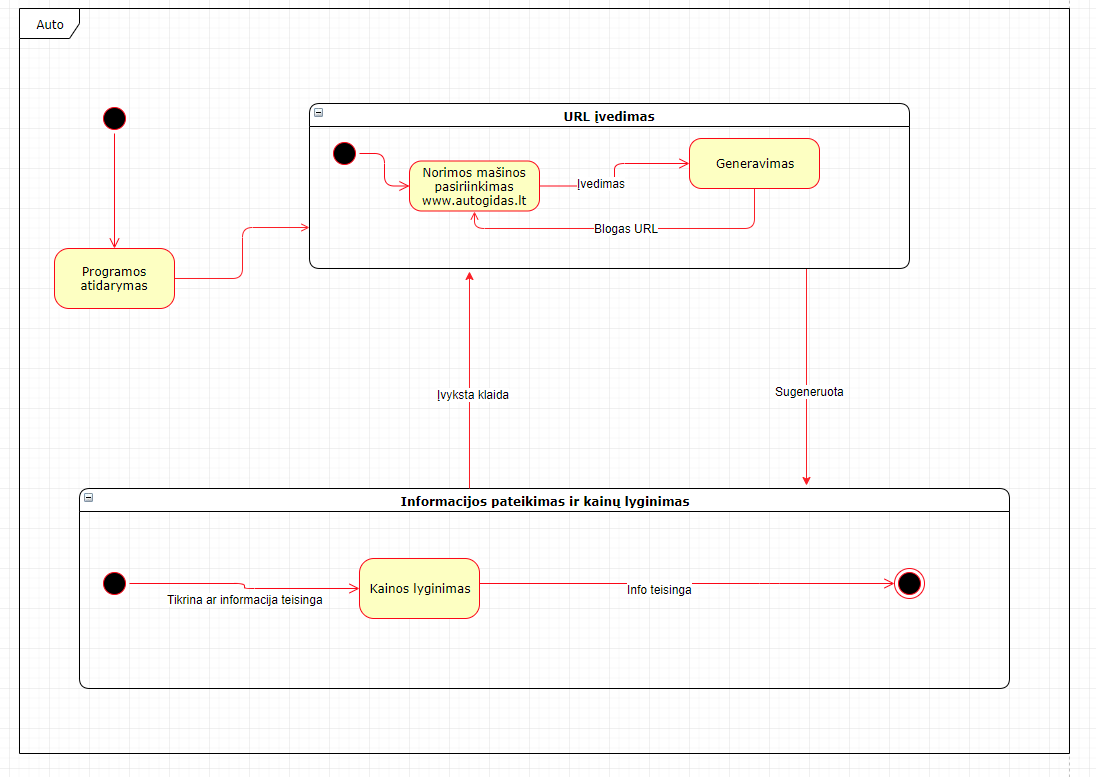 Auto
URL įvedimas
Norimos mašinos
pasiriinkimas
www.autogidas.lt
Įvedimas
Generavimas
Blogas URL
Programos
atidarymas
Įvyksta klaida
Sugeneruota
Informacijos pateikimas ir kainų lyginimas
Tikrina ar informacija teisinga
Kainos lyginimas
Info teisinga